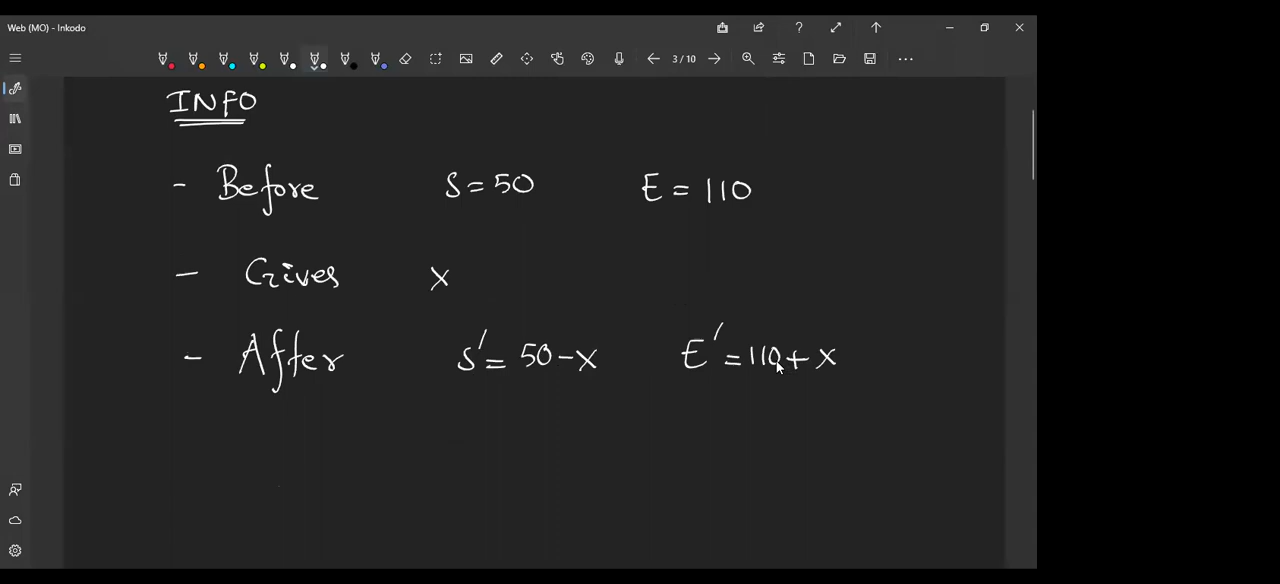 Web (MO) - Inkodo
3 / 10
INFO
- Before S = 50 E = 110
- Gives x
- After S' = 50 - x E' = 110 + x